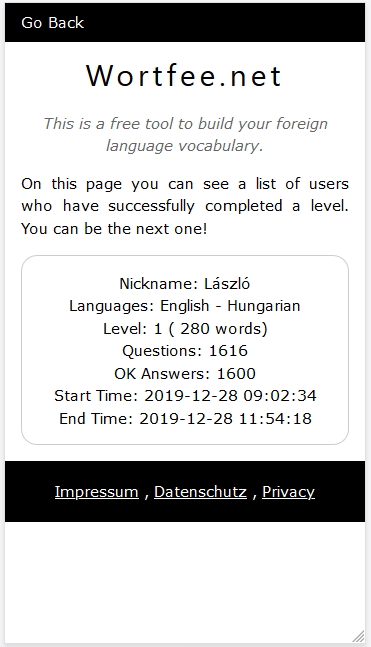 Go Back
Wortfee.net
This is a free tool to build your foreign
language vocabulary.
On this page you can see a list of users
who have successfully completed a level.
You can be the next one!
Nickname: László
Languages: English - Hungarian
Level: 1 ( 280 words)
Questions: 1616
OK Answers: 1600
Start Time: 2019-12-28 09:02:34
End Time: 2019-12-28 11:54:18
Impressum , Datenschutz , Privacy